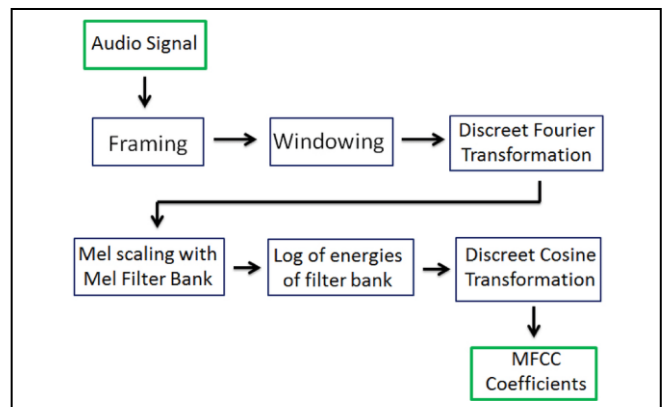 Audio Signal
Framing
Windowing
Discreet Fourier
Transformation
Mel scaling with
Mel Filter Bank
Log of energies
of filter bank
Discreet Cosine
Transformation
MFCC
Coefficients